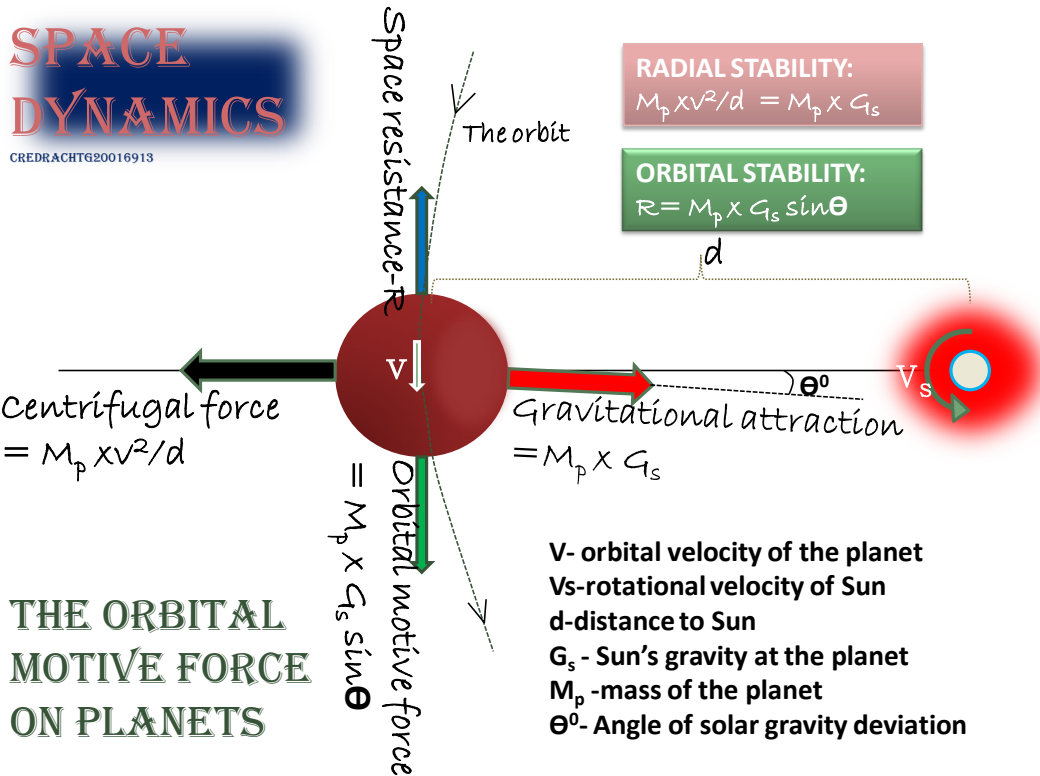 SPACE
DYNAMICS
CREDRACHTG20016913
Space resistance-R
The orbit
RADIAL STABILITY:
Mₚ xv²/d = Mₚ x Gₛ
ORBITAL STABILITY:
R= Mₚ x Gₛ sinϴ
d
v
Vₛ
ϴ⁰
Centrifugal force
= Mₚ xv²/d
Gravitational attraction
=Mₚ x Gₛ
Orbital motive force
= Mₚ x Gₛ sinϴ
V- orbital velocity of the planet
Vs-rotational velocity of Sun
d-distance to Sun
Gₛ - Sun's gravity at the planet
Mₚ -mass of the planet
ϴ⁰- Angle of solar gravity deviation
THE ORBITAL
MOTIVE FORCE
ON PLANETS